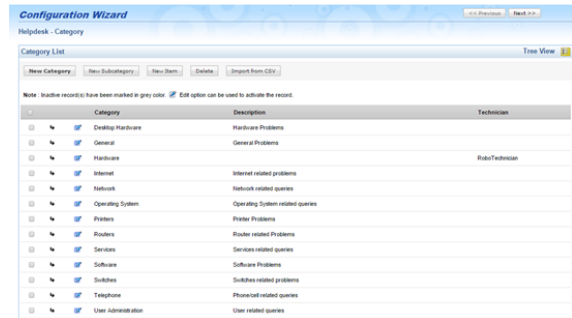 Configuration Wizard
<< Previous Next >>
Helpdesk - Category
Category List Tree View
New Category New Subcategory New Item Delete Import from CSV
Note : Inactive record(s) have been marked in grey color. Edit option can be used to activate the record.
Category Description Technician
Desktop Hardware Hardware Problems
General General Problems
Hardware RoboTechnician
Internet Internet related problems
Network Network related queries
Operating System Operating System related queries
Printers Printer Problems
Routers Router related Problems
Services Services related queries
Software Software Problems
Switches Switches related problems
Telephone Phone/cell related queries
User Administration User related queries